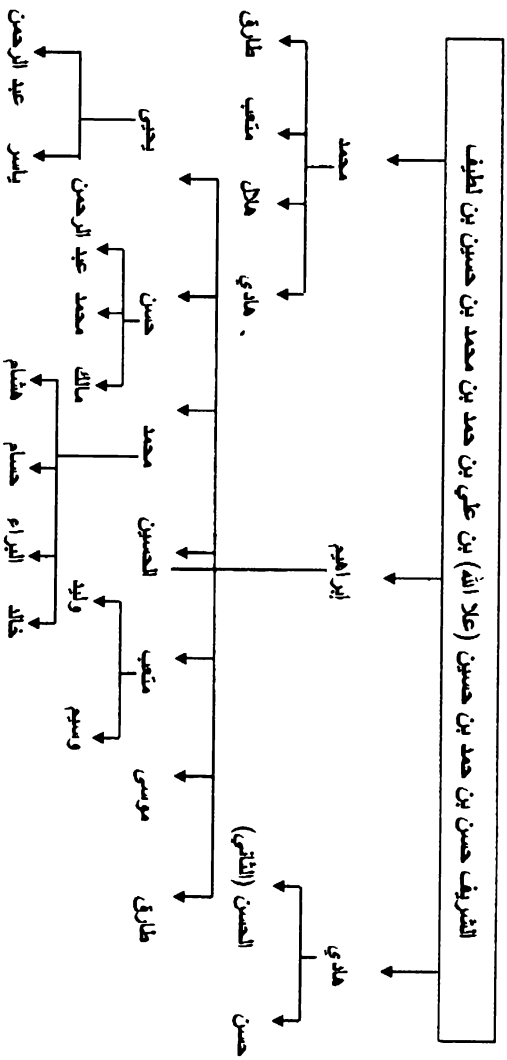 الشريف حسن بن حمد بن حسين (علا الله) بن علي بن حمد بن محمد بن حسين بن لطيف
هادي
ابراهيم
محمد
حسن
الحسن (الثاني)
هادي .
هلال
متعب
طارق
طارق
موسى
متعب
الحسين
محمد
حسن
يحيى
وسيم
وليد
مالك
محمد
عبد الرحمن
خالد
البراء
حسام
هشام
ياسر
عبد الرحمن